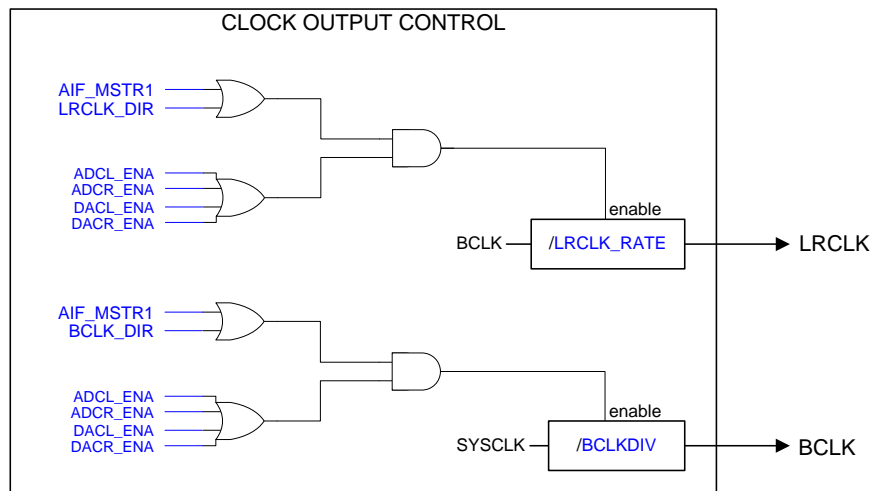 CLOCK OUTPUT CONTROL
AIF_MSTR1
LRCLK_DIR
ADCL_ENA
ADCR_ENA
DACL_ENA
DACR_ENA
enable
BCLK
/LRCLK_RATE
LRCLK
AIF_MSTR1
BCLK_DIR
ADCL_ENA
ADCR_ENA
DACL_ENA
DACR_ENA
enable
SYSCLK
/BCLKDIV
BCLK